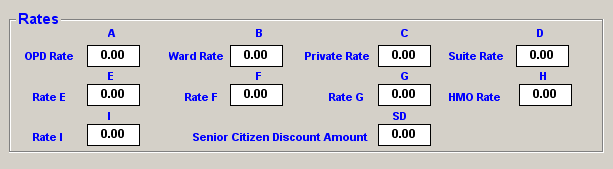 Rates
A B C D
OPD Rate 0.00 Ward Rate 0.00 Private Rate 0.00 Suite Rate 0.00
E F G H
Rate E 0.00 Rate F 0.00 Rate G 0.00 HMO Rate 0.00
I SD
Rate I 0.00 Senior Citizen Discount Amount 0.00